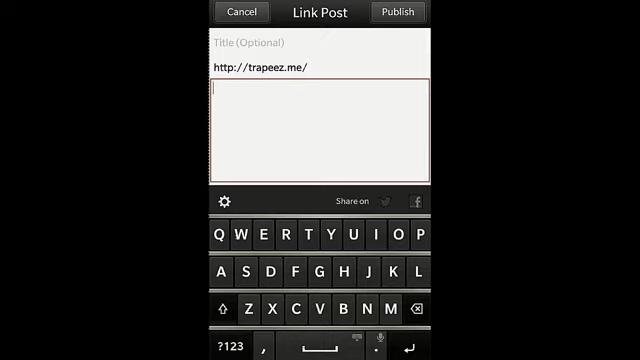 Cancel Link Post Publish
Title (Optional)
http://trapeez.me/
Share on
Q W E R T Y U I O P
A S D F G H J K L
Z X C V B N M
?123 , .